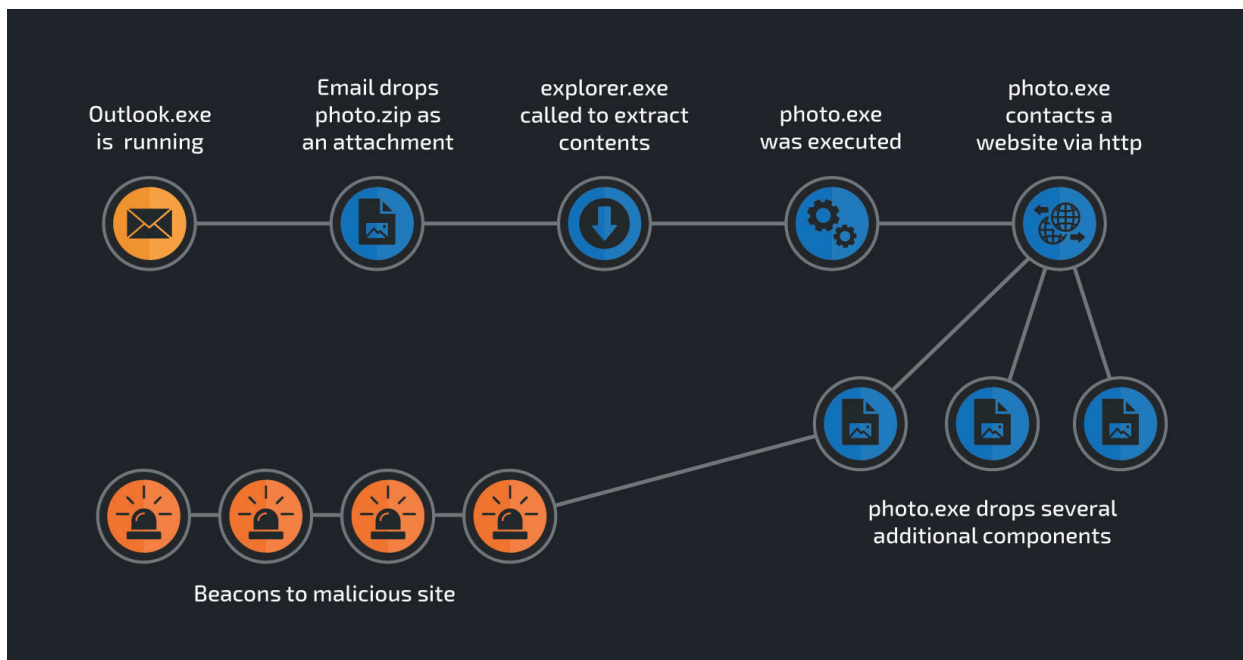 Outlook.exe
is running
Email drops
photo.zip as
an attachment
explorer.exe
called to extract
contents
photo.exe
was executed
photo.exe
contacts a
website via http
photo.exe drops several
additional components
Beacons to malicious site